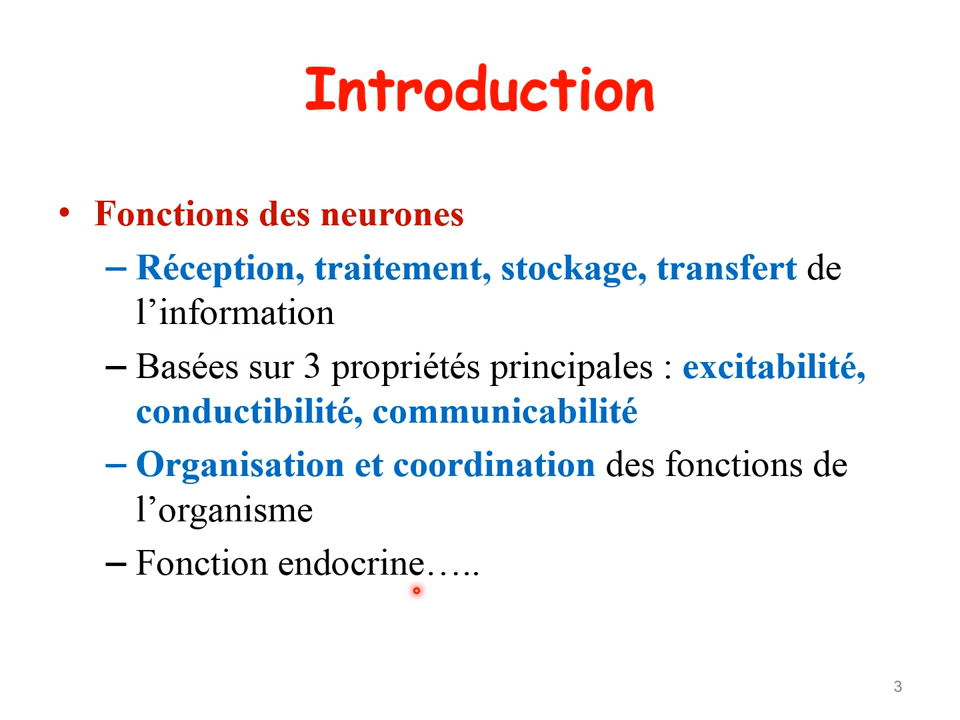 Introduction
• Fonctions des neurones
– Réception, traitement, stockage, transfert de
l’information
– Basées sur 3 propriétés principales : excitabilité,
conductibilité, communicabilité
– Organisation et coordination des fonctions de
l’organisme
– Fonction endocrine…..
3